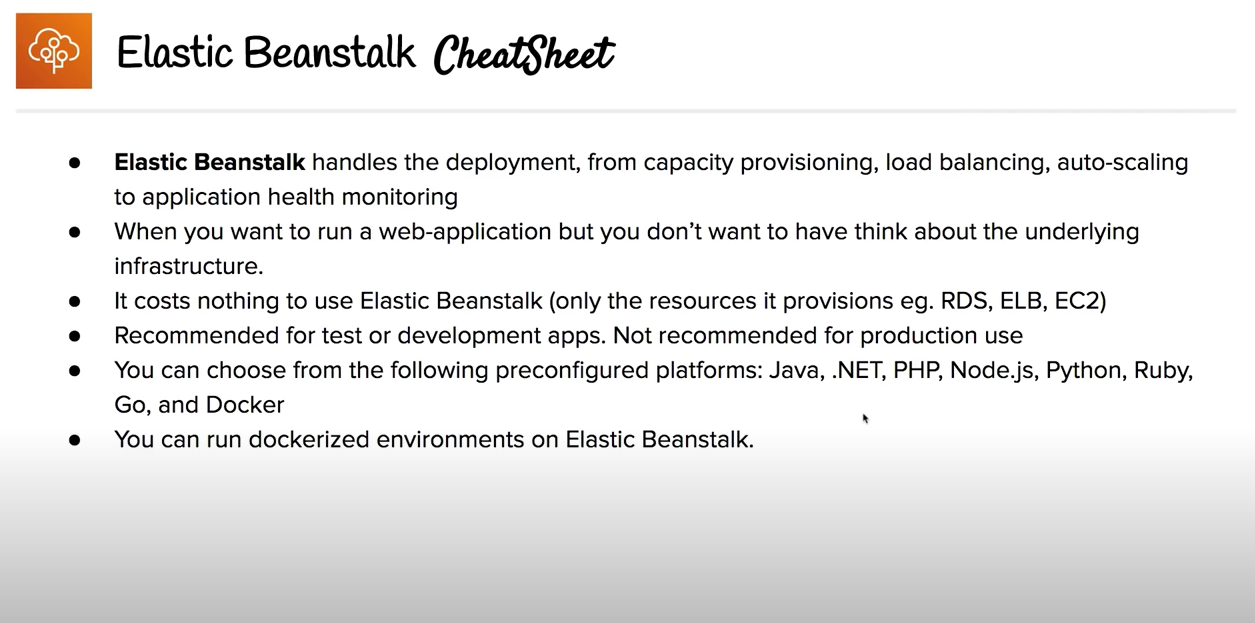 Elastic Beanstalk CheatSheet
● Elastic Beanstalk handles the deployment, from capacity provisioning, load balancing, auto-scaling
to application health monitoring
● When you want to run a web-application but you don’t want to have think about the underlying
infrastructure.
● It costs nothing to use Elastic Beanstalk (only the resources it provisions eg. RDS, ELB, EC2)
● Recommended for test or development apps. Not recommended for production use
● You can choose from the following preconfigured platforms: Java, .NET, PHP, Node.js, Python, Ruby,
Go, and Docker
● You can run dockerized environments on Elastic Beanstalk.